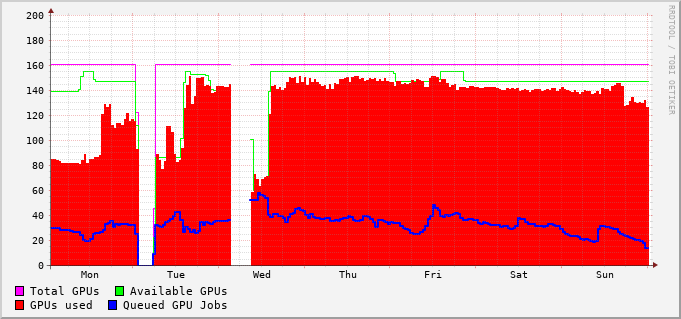 200
180
160
140
120
100
80
60
40
20
0
Mon Tue Wed Thu Fri Sat Sun
Total GPUs Available GPUs
GPUs used Queued GPU Jobs
RRDTOOL / TOBI OETIKER